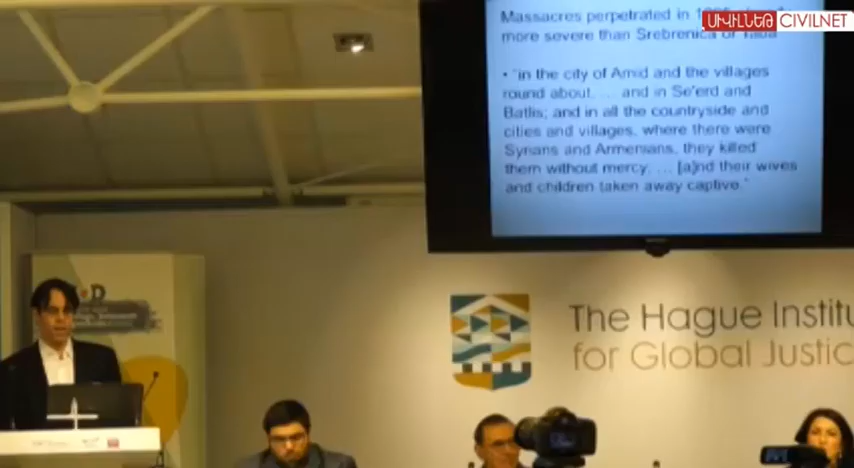 Massacres perpetrated in
ՍԻՎԻԼՆԵԹ CIVILNET
more severe than Srebrenica or
• "in the city of Amid and the villages
round about, ... and in Se'erd and
Batlis; and in all the countryside and
cities and villages, where there were
Syrians and Armenians, they killed
them without mercy, ... [a]nd their wives
and children taken away captive."
The Hague Institu
for Global Justic